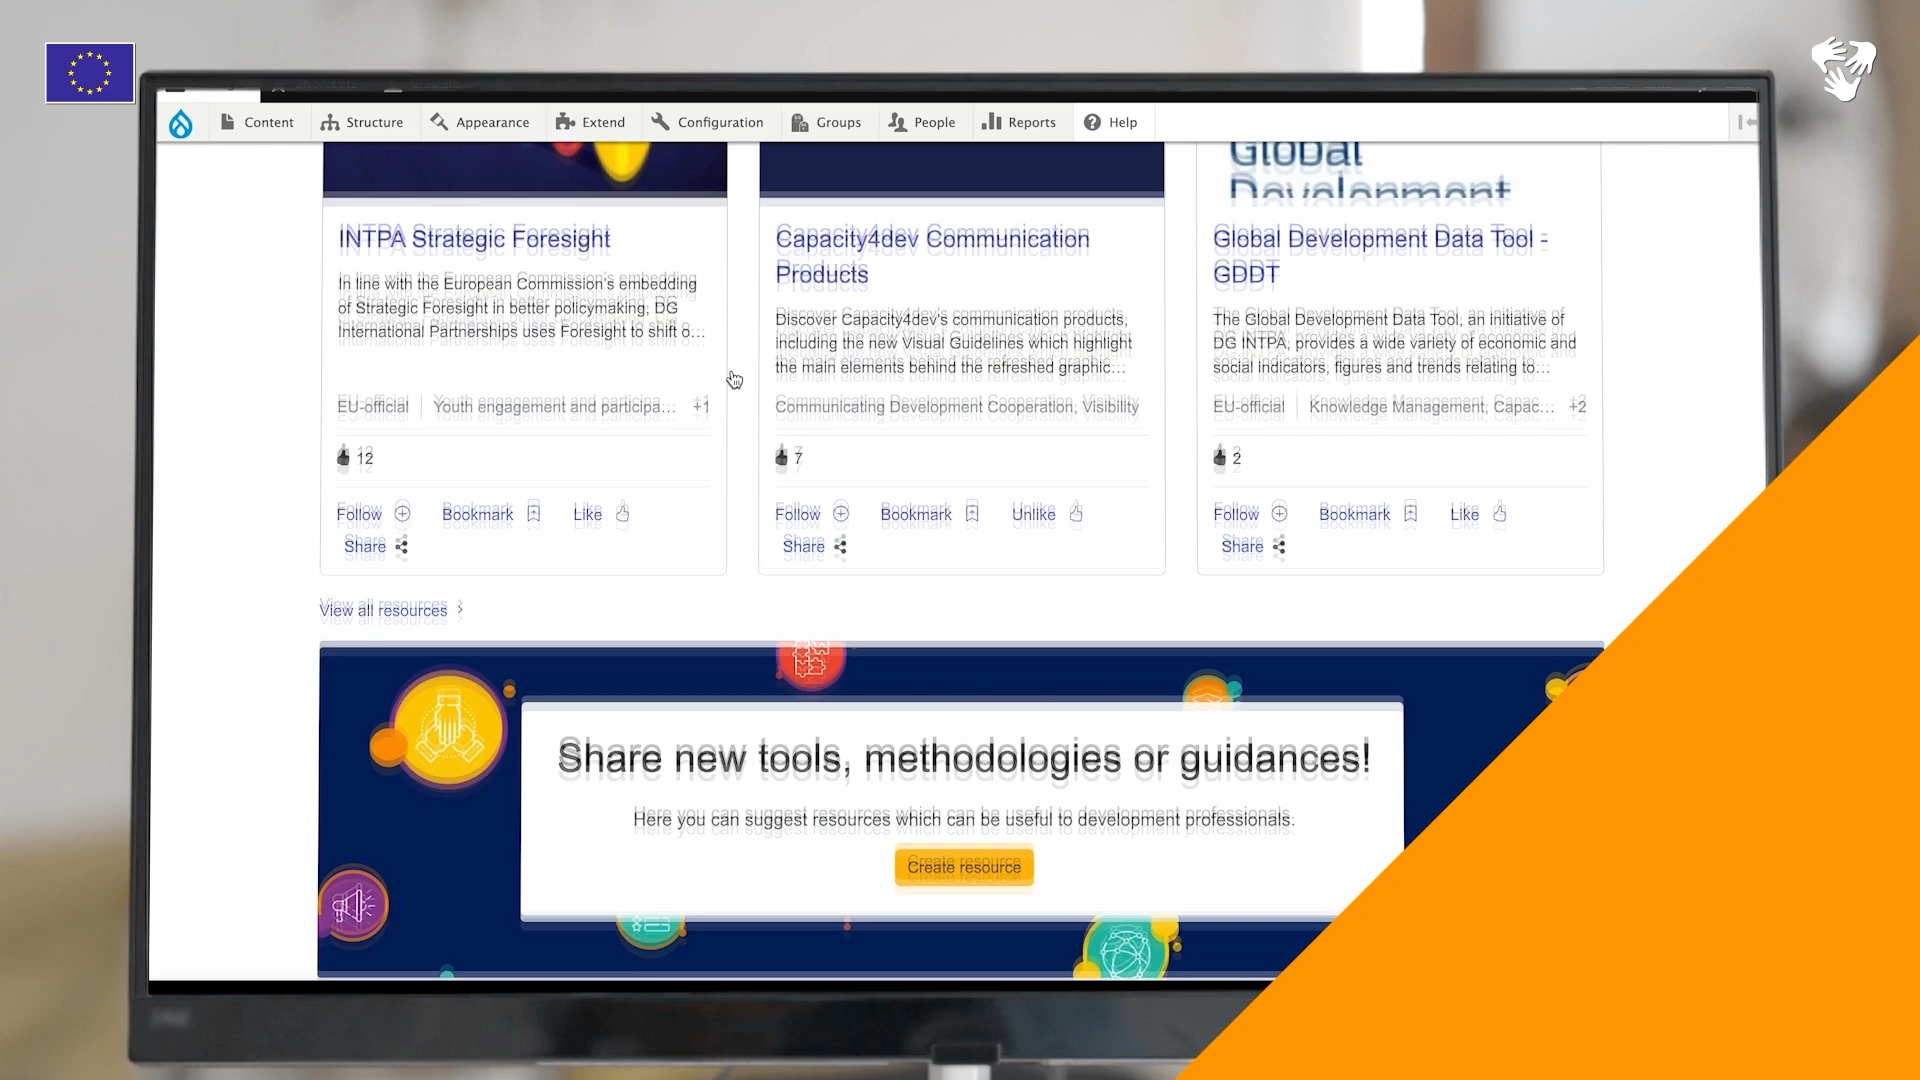 Content Structure Appearance Extend Configuration Groups People Reports Help
Global
Development
INTPA Strategic Foresight
In line with the European Commission's embedding
of Strategic Foresight in better policymaking, DG
International Partnerships uses Foresight to shift o...
EU-official Youth engagement and participa... +1
12
Follow Bookmark Like
Share
Capacity4dev Communication
Products
Discover Capacity4dev's communication products,
including the new Visual Guidelines which highlight
the main elements behind the refreshed graphic...
Communicating Development Cooperation, Visibility
7
Follow Bookmark Unlike
Share
Global Development Data Tool -
GDDT
The Global Development Data Tool, an initiative of
DG INTPA, provides a wide variety of economic and
social indicators, figures and trends relating to...
EU-official Knowledge Management, Capac... +2
2
Follow Bookmark Like
Share
View all resources
Share new tools, methodologies or guidances!
Here you can suggest resources which can be useful to development professionals.
Create resource